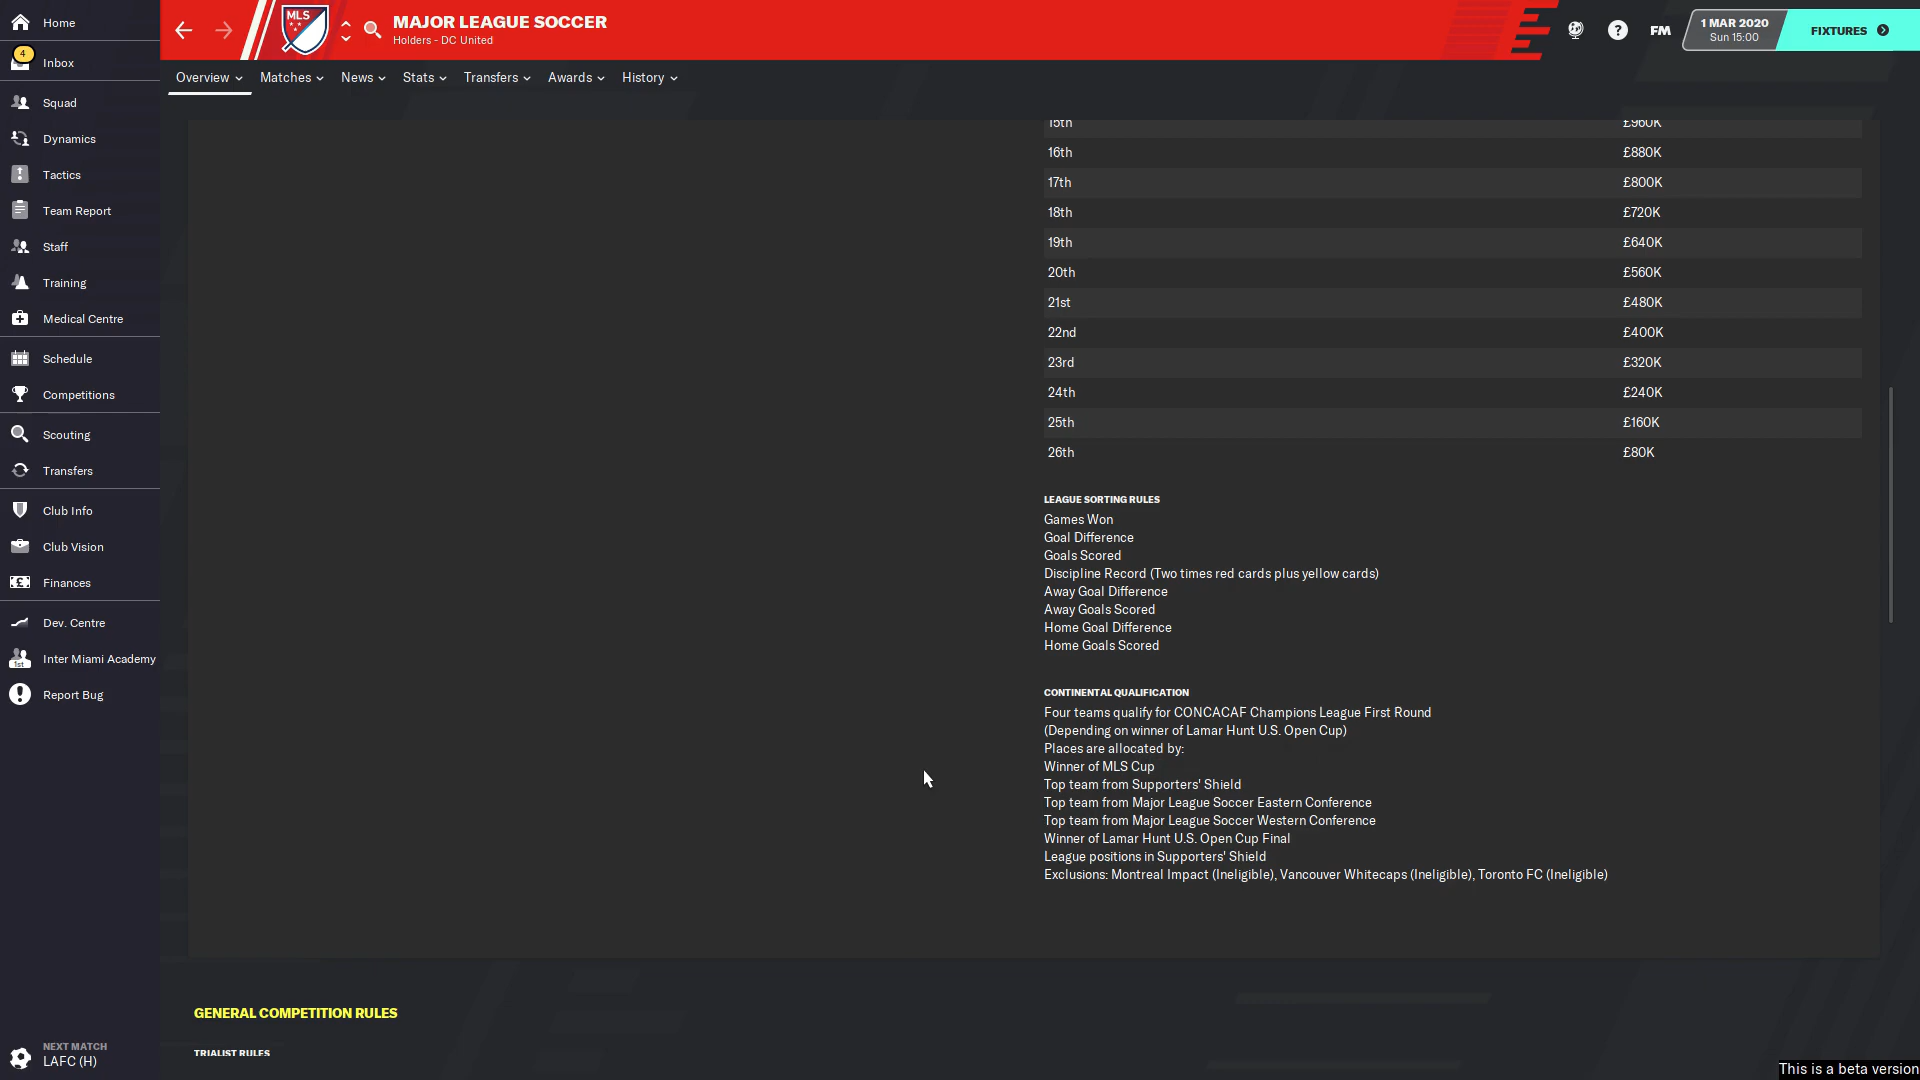 Home
4
Inbox
Squad
Dynamics
Tactics
Team Report
Staff
Training
Medical Centre
Schedule
Competitions
Scouting
Transfers
Club Info
Club Vision
Finances
Dev. Centre
1st
Inter Miami Academy
Report Bug
NEXT MATCH
LAFC (H)
MLS
MAJOR LEAGUE SOCCER
Holders - DC United
?
FM
1 MAR 2020
Sun 15:00
FIXTURES
Overview Matches News Stats Transfers Awards History
15th £960K
16th £880K
17th £800K
18th £720K
19th £640K
20th £560K
21st £480K
22nd £400K
23rd £320K
24th £240K
25th £160K
26th £80K
LEAGUE SORTING RULES
Games Won
Goal Difference
Goals Scored
Discipline Record (Two times red cards plus yellow cards)
Away Goal Difference
Away Goals Scored
Home Goal Difference
Home Goals Scored
CONTINENTAL QUALIFICATION
Four teams qualify for CONCACAF Champions League First Round
(Depending on winner of Lamar Hunt U.S. Open Cup)
Places are allocated by:
Winner of MLS Cup
Top team from Supporters' Shield
Top team from Major League Soccer Eastern Conference
Top team from Major League Soccer Western Conference
Winner of Lamar Hunt U.S. Open Cup Final
League positions in Supporters' Shield
Exclusions: Montreal Impact (Ineligible), Vancouver Whitecaps (Ineligible), Toronto FC (Ineligible)
GENERAL COMPETITION RULES
TRIALIST RULES
This is a beta version